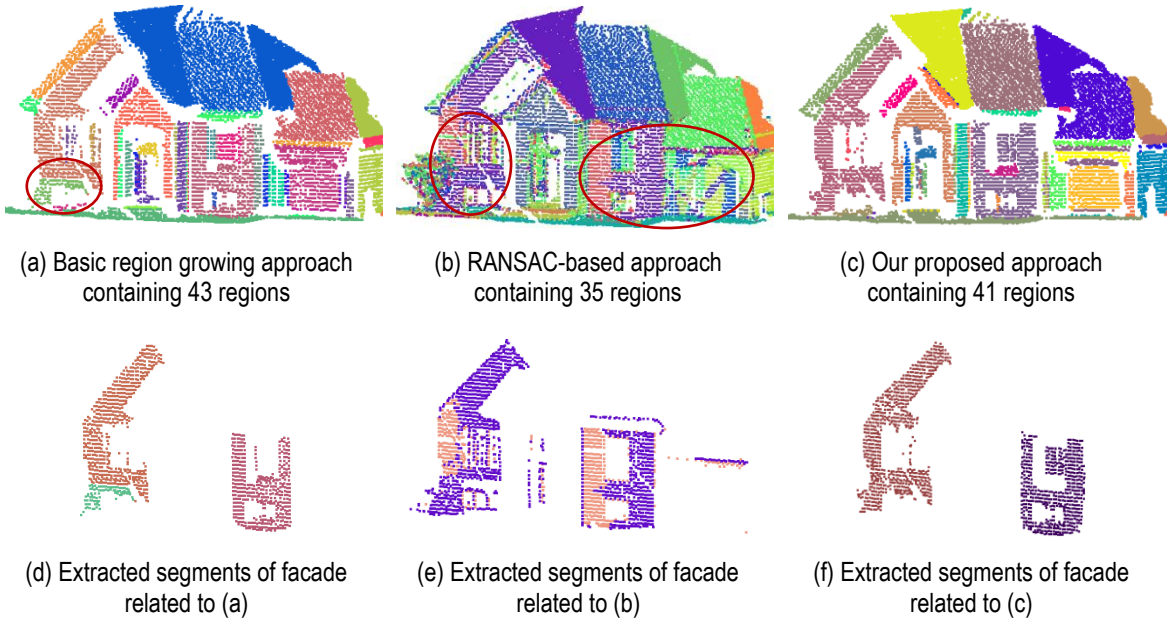 (a) Basic region growing approach
containing 43 regions
(b) RANSAC-based approach
containing 35 regions
(c) Our proposed approach
containing 41 regions
(d) Extracted segments of facade
related to (a)
(e) Extracted segments of facade
related to (b)
(f) Extracted segments of facade
related to (c)